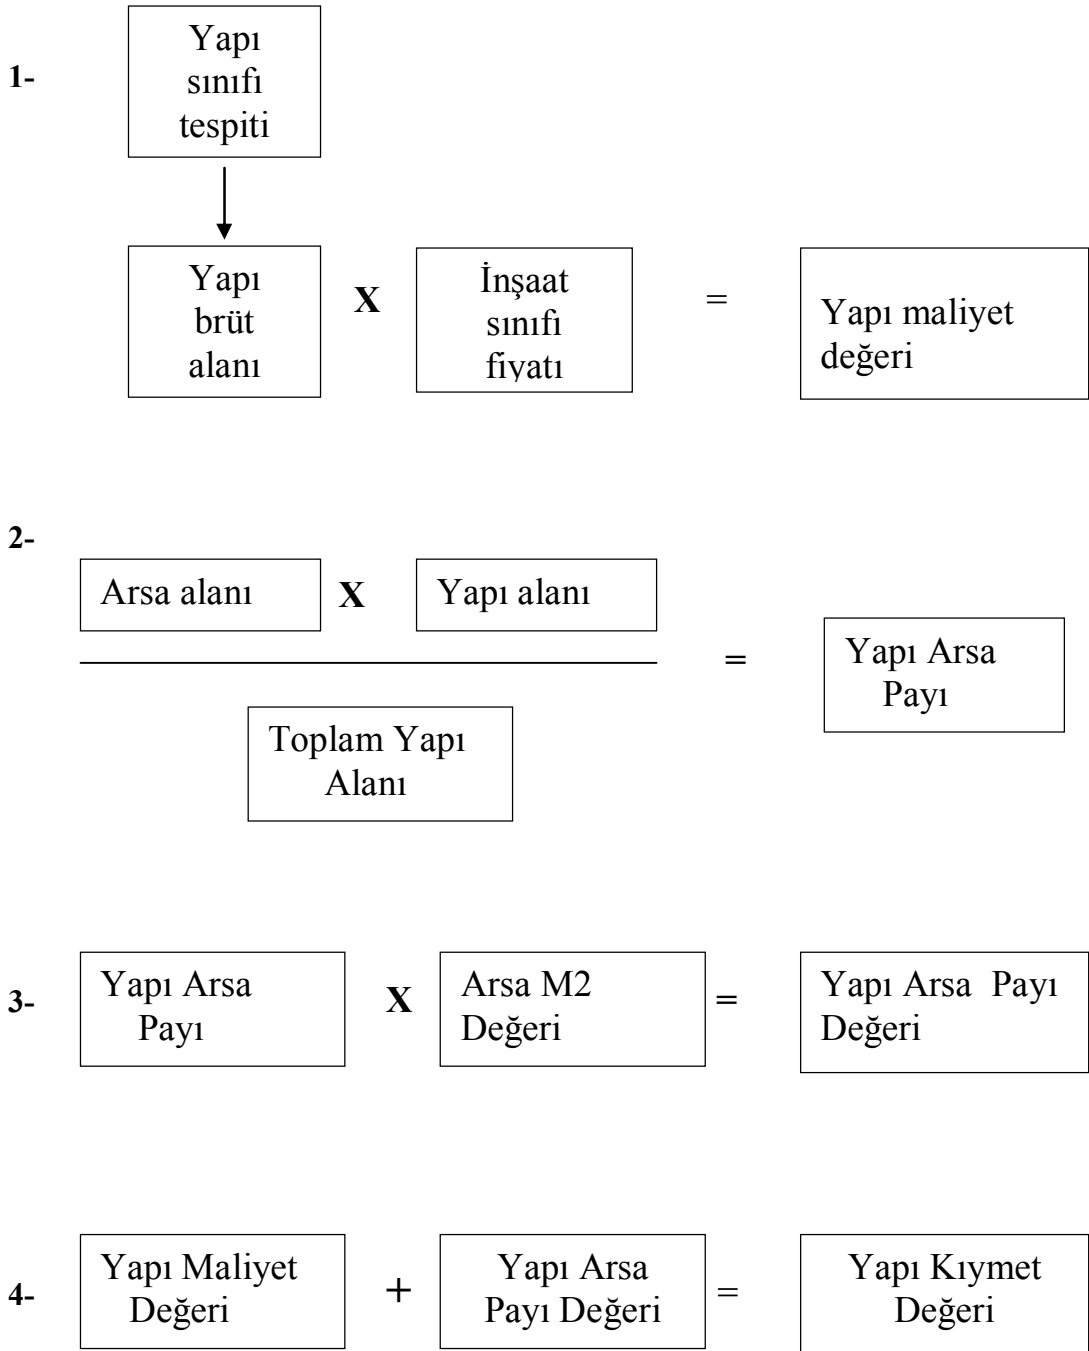 1-
Yapı
sınıfı
tespiti
Yapı
brüt
alanı
X
İnşaat
sınıfı
fiyatı
=
Yapı maliyet
değeri
2-
Arsa alanı
X
Yapı alanı
Toplam Yapı
Alanı
=
Yapı Arsa
Payı
3-
Yapı Arsa
Payı
X
Arsa M2
Değeri
=
Yapı Arsa Payı
Değeri
4-
Yapı Maliyet
Değeri
+
Yapı Arsa
Payı Değeri
=
Yapı Kıymet
Değeri